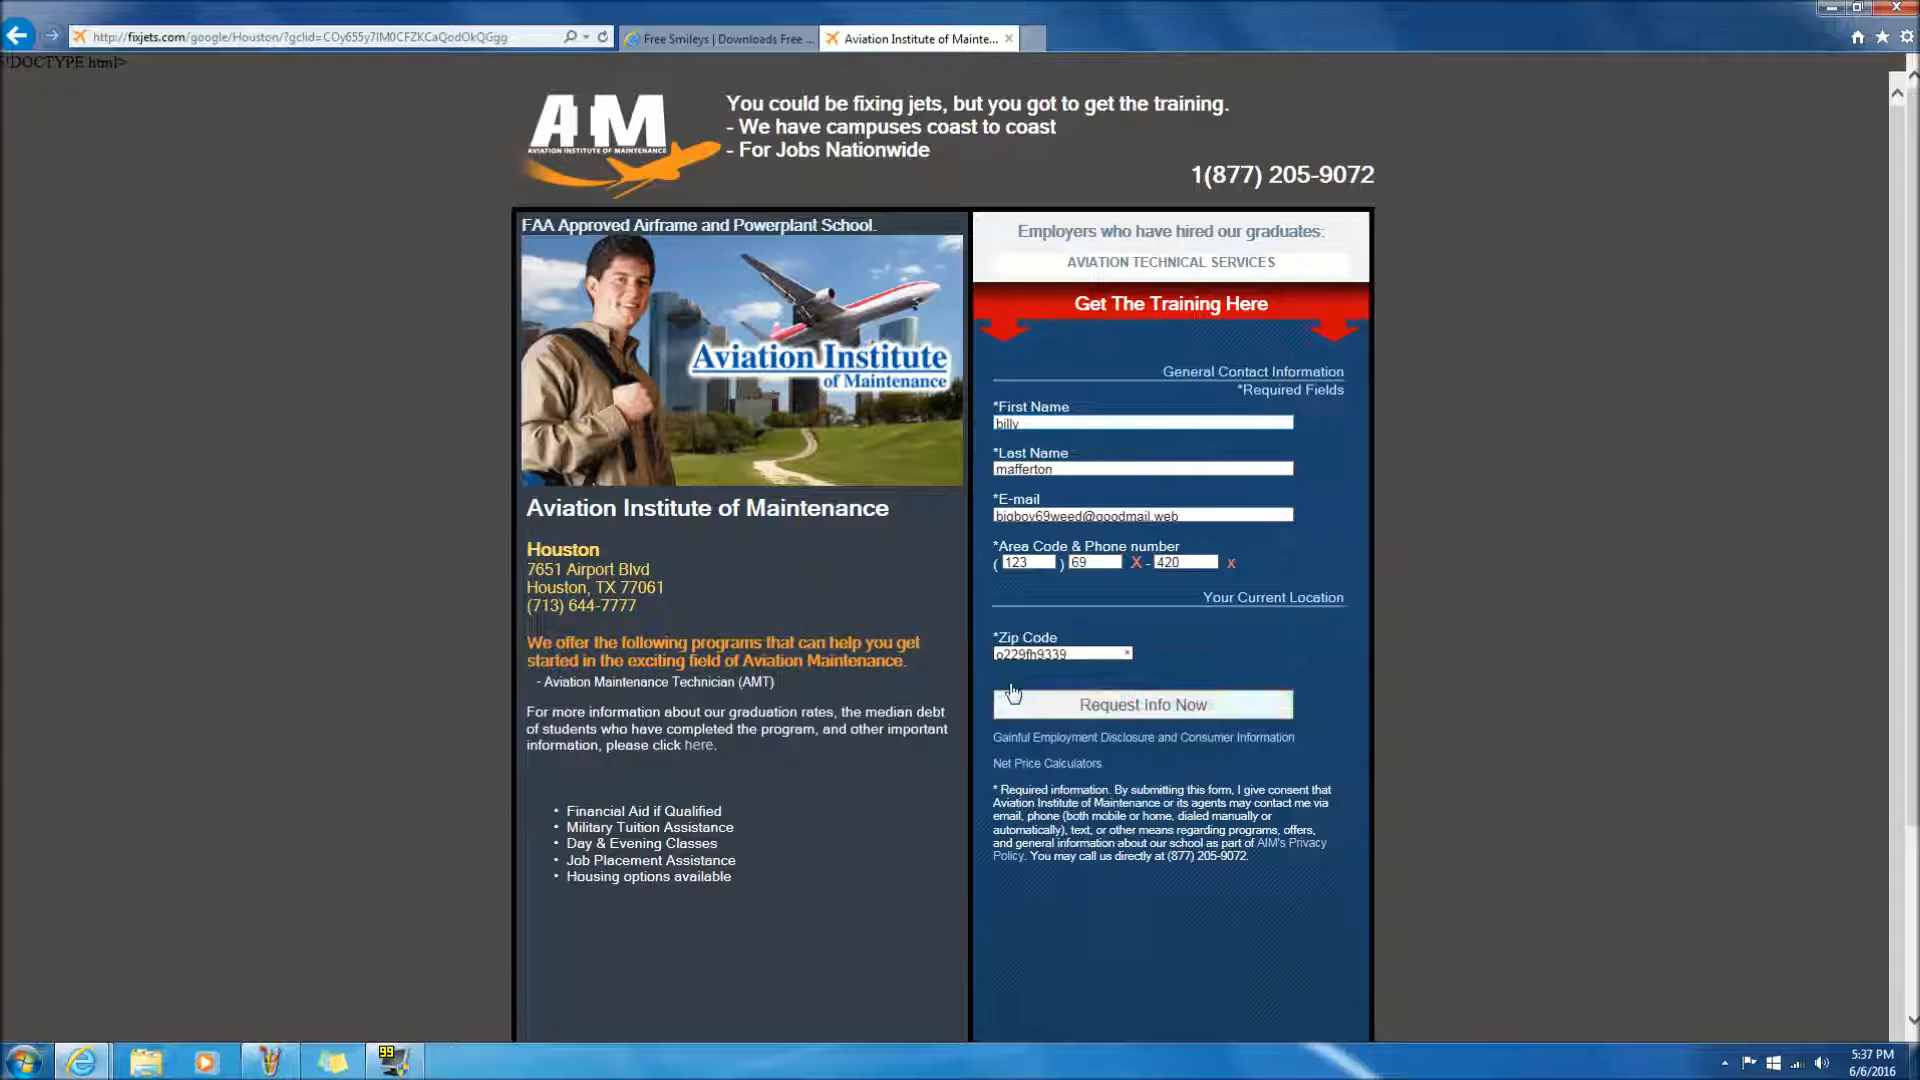 http://fixjets.com/google/Houston/?gclid=COy655y7lM0CFZKCaQodOkQGgg
Free Smileys | Downloads Free ...
Aviation Institute of Mainte...
!DOCTYPE html>
AIM
AVIATION INSTITUTE OF MAINTENANCE
You could be fixing jets, but you got to get the training.
- We have campuses coast to coast
- For Jobs Nationwide
1(877) 205-9072
FAA Approved Airframe and Powerplant School.
Aviation Institute
of Maintenance
Aviation Institute of Maintenance
Houston
7651 Airport Blvd
Houston, TX 77061
(713) 644-7777
We offer the following programs that can help you get
started in the exciting field of Aviation Maintenance.
- Aviation Maintenance Technician (AMT)
For more information about our graduation rates, the median debt
of students who have completed the program, and other important
information, please click here.
• Financial Aid if Qualified
• Military Tuition Assistance
• Day & Evening Classes
• Job Placement Assistance
• Housing options available
Employers who have hired our graduates:
AVIATION TECHNICAL SERVICES
Get The Training Here
General Contact Information
*Required Fields
*First Name
billy
*Last Name
mafferton
*E-mail
bigboy69weed@goodmail.web
*Area Code & Phone number
( 123 ) 69 X - 420 x
Your Current Location
*Zip Code
o229fh9339
Request Info Now
Gainful Employment Disclosure and Consumer Information
Net Price Calculators
* Required information. By submitting this form, I give consent that
Aviation Institute of Maintenance or its agents may contact me via
email, phone (both mobile or home, dialed manually or
automatically), text, or other means regarding programs, offers,
and general information about our school as part of AIM's Privacy
Policy. You may call us directly at (877) 205-9072.
99
5:37 PM
6/6/2016